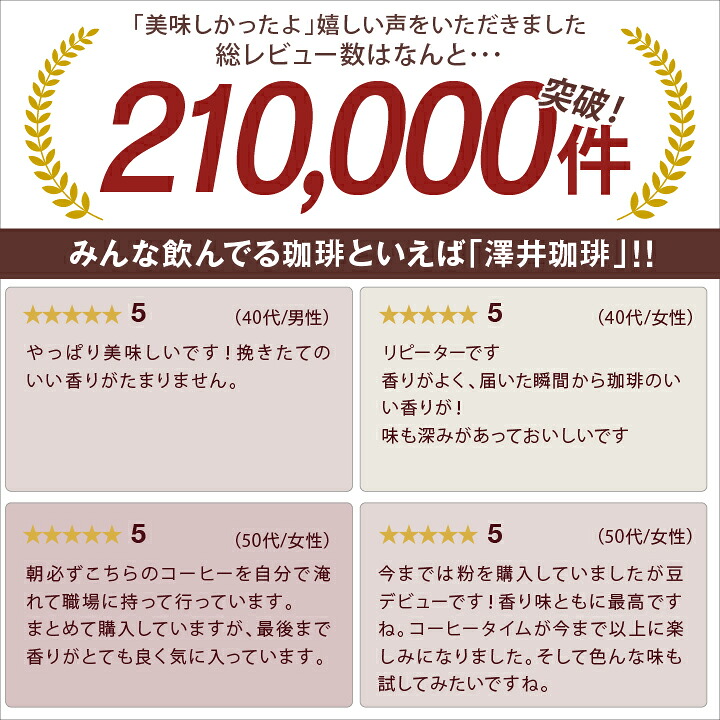 「美味しかったよ」嬉しい声をいただきました
総レビュー数はなんと・・・
210,000件
突破!
みんな飲んでる珈琲といえば「澤井珈琲」!!
★★★★★ 5 (40代/男性)
やっぱり美味しいです!挽きたての
いい香りがたまりません。
★★★★★ 5 (40代/女性)
リピーターです
香りがよく、届いた瞬間から珈琲のい
い香りが!
味も深みがあっておいしいです
★★★★★ 5 (50代/女性)
朝必ずこちらのコーヒーを自分で淹
れて職場に持って行っています。
まとめて購入していますが、最後まで
香りがとても良く気に入っています。
★★★★★ 5 (50代/女性)
今までは粉を購入していましたが豆
デビューです!香り味ともに最高です
ね。コーヒータイムが今まで以上に楽
しみになりました。そして色んな味も
試してみたいですね。